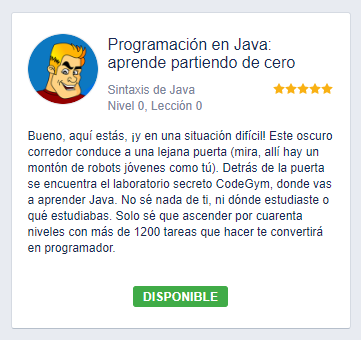 Programación en Java:
aprende partiendo de cero
Sintaxis de Java
Nivel 0, Lección 0
Bueno, aquí estás, ¡y en una situación difícil! Este oscuro
corredor conduce a una lejana puerta (mira, allí hay un
montón de robots jóvenes como tú). Detrás de la puerta
se encuentra el laboratorio secreto CodeGym, donde vas
a aprender Java. No sé nada de ti, ni dónde estudiaste o
qué estudiabas. Solo sé que ascender por cuarenta
niveles con más de 1200 tareas que hacer te convertirá
en programador.
DISPONIBLE